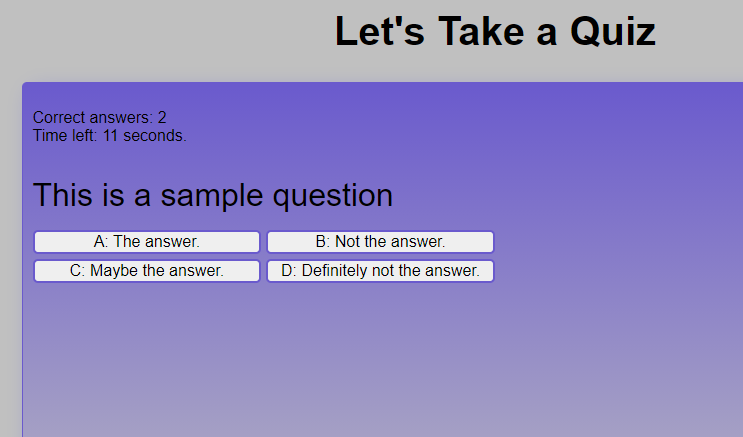 Let's Take a Quiz
Correct answers: 2
Time left: 11 seconds.
This is a sample question
A: The answer.
B: Not the answer.
C: Maybe the answer.
D: Definitely not the answer.